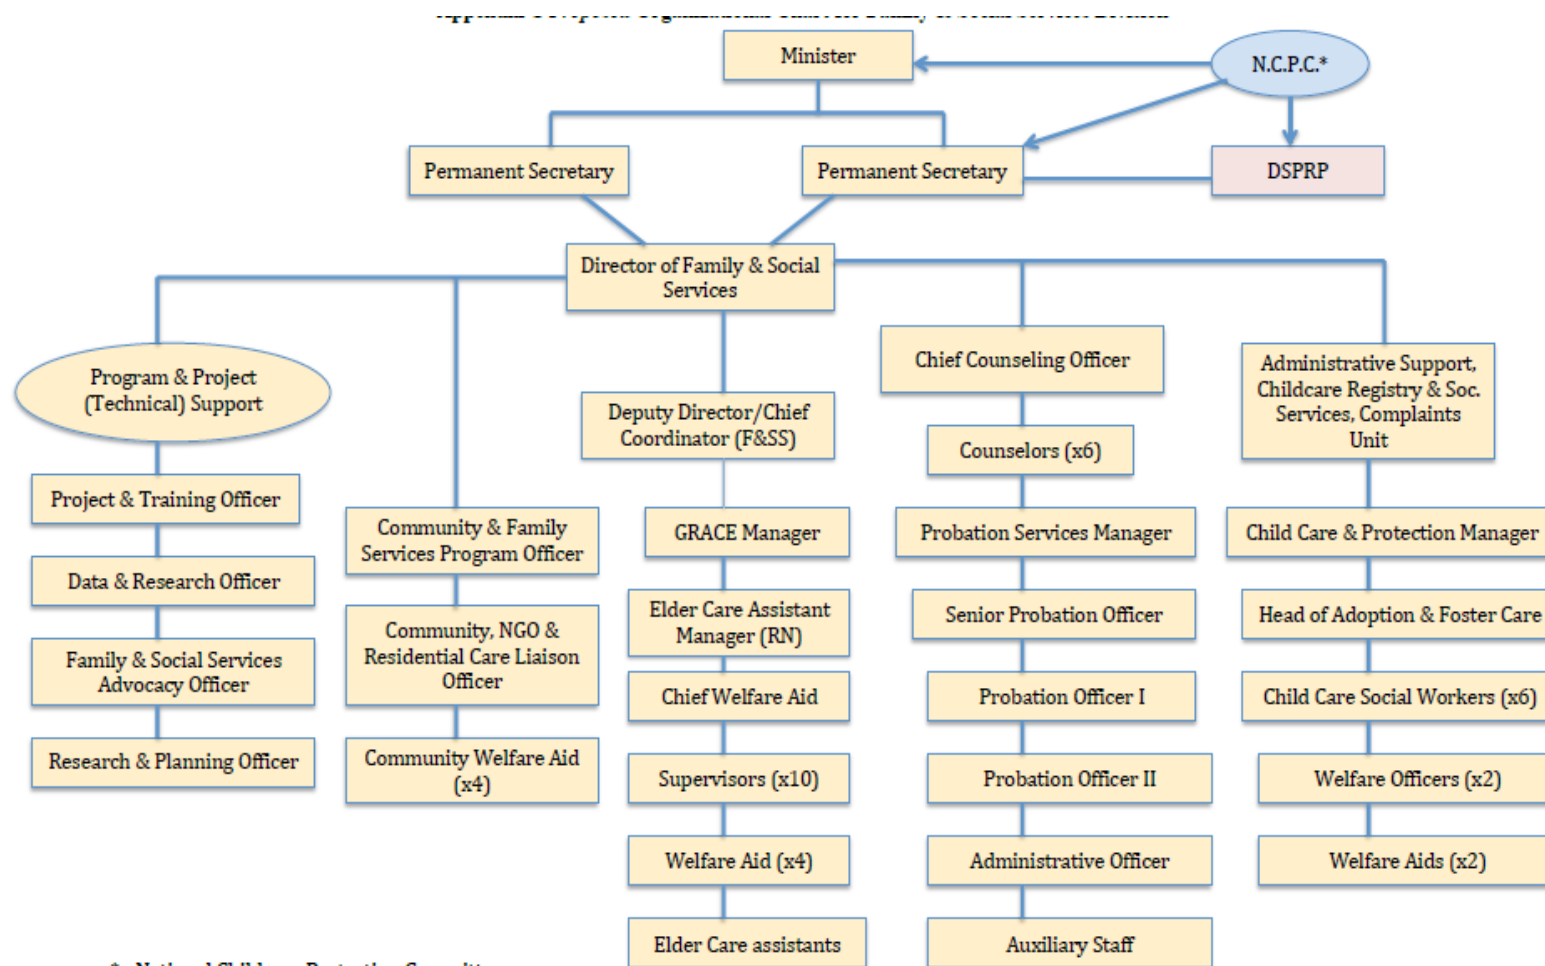 Minister
N.C.P.C.*
Permanent Secretary
Permanent Secretary
DSPRP
Director of Family & Social
Services
Program & Project
(Technical) Support
Project & Training Officer
Data & Research Officer
Family & Social Services
Advocacy Officer
Research & Planning Officer
Community & Family
Services Program Officer
Community, NGO &
Residential Care Liaison
Officer
Community Welfare Aid
(x4)
Deputy Director/Chief
Coordinator (F&SS)
GRACE Manager
Elder Care Assistant
Manager (RN)
Chief Welfare Aid
Supervisors (x10)
Welfare Aid (x4)
Elder Care assistants
Chief Counseling Officer
Counselors (x6)
Probation Services Manager
Senior Probation Officer
Probation Officer I
Probation Officer II
Administrative Officer
Auxiliary Staff
Administrative Support,
Childcare Registry & Soc.
Services, Complaints
Unit
Child Care & Protection Manager
Head of Adoption & Foster Care
Child Care Social Workers (x6)
Welfare Officers (x2)
Welfare Aids (x2)